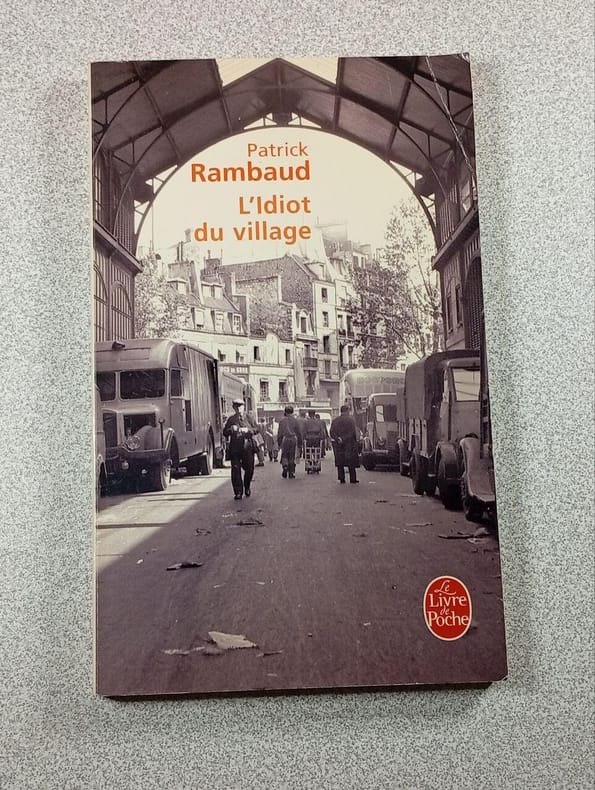 Patrick
Rambaud
L'Idiot
du village
Le
Livre
de
Poche